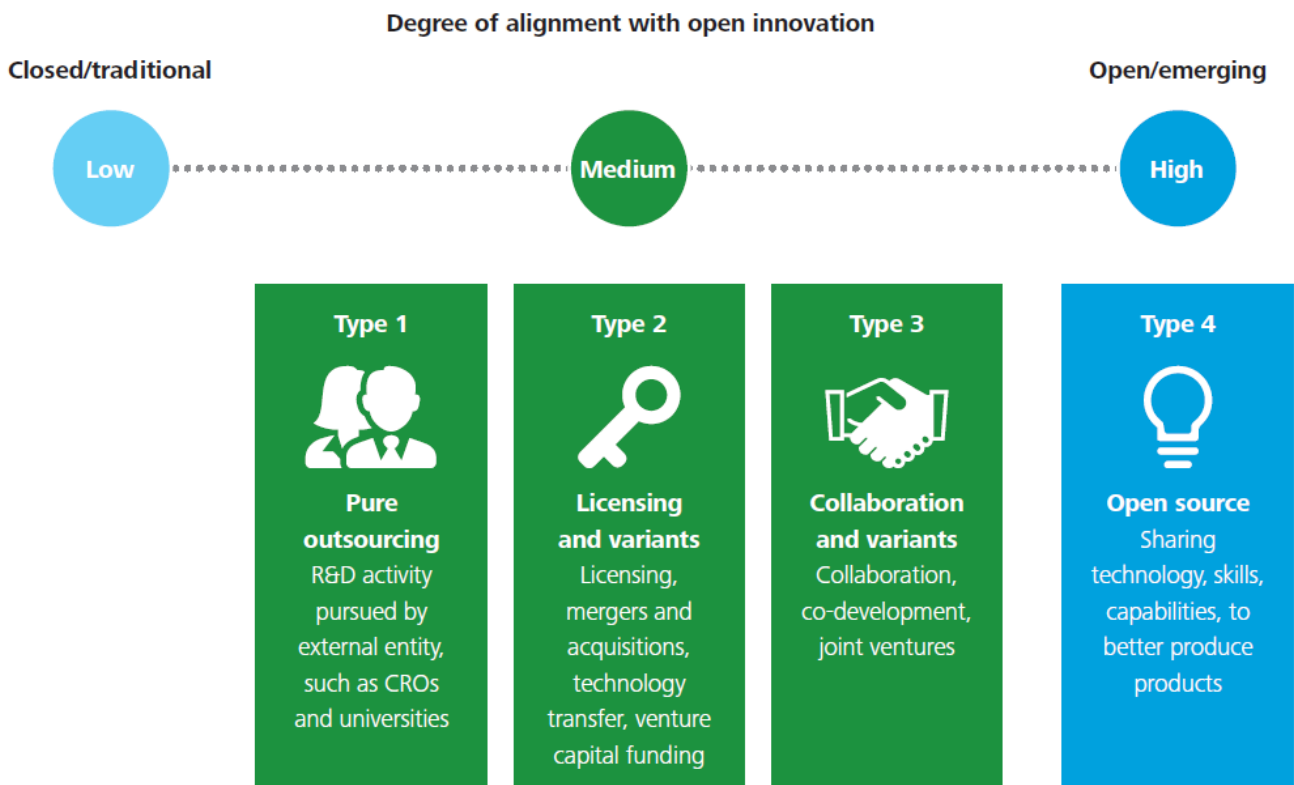 Degree of alignment with open innovation
Closed/traditional
Open/emerging
Low
Medium
High
Type 1
Pure
outsourcing
R&D activity
pursued by
external entity,
such as CROs
and universities
Type 2
Licensing
and variants
Licensing,
mergers and
acquisitions,
technology
transfer, venture
capital funding
Type 3
Collaboration
and variants
Collaboration,
co-development,
joint ventures
Type 4
Open source
Sharing
technology, skills,
capabilities, to
better produce
products